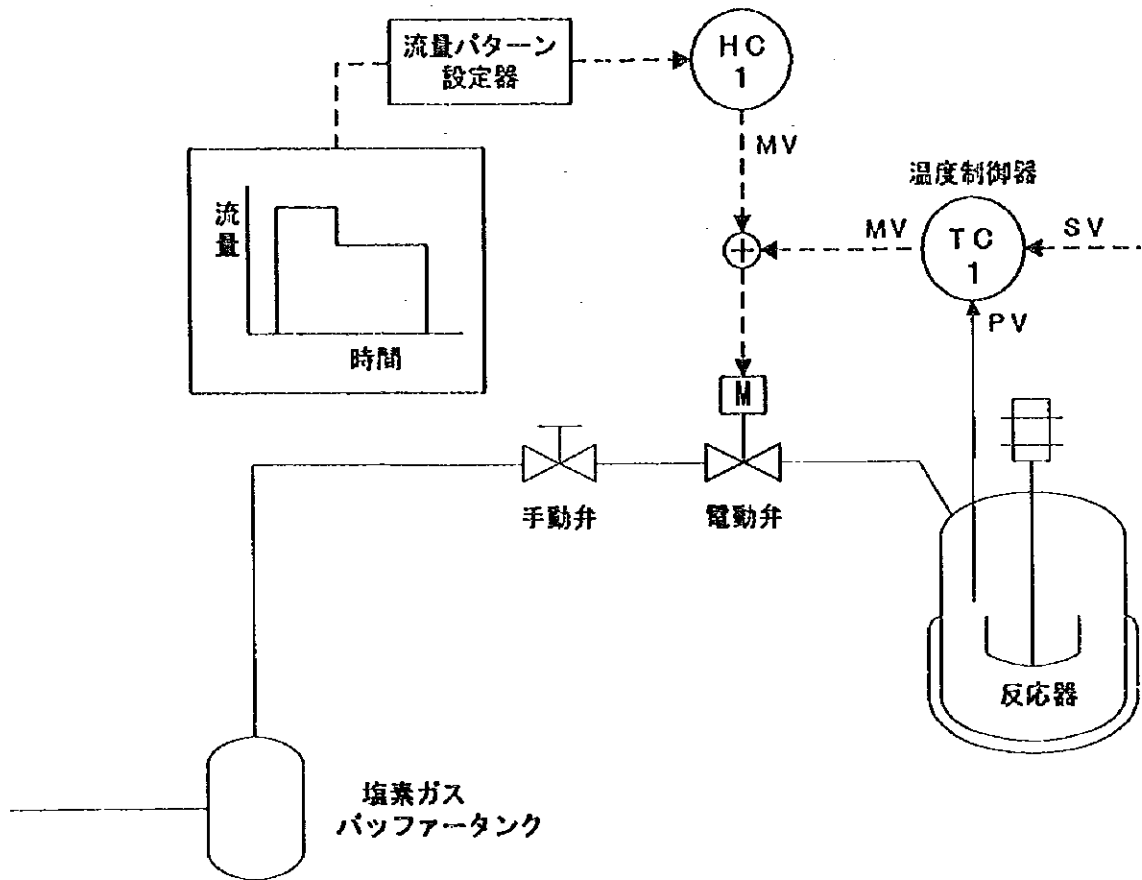 流量パターン
設定器
HC
1
MV
温度制御器
MV
TC
1
SV
PV
流
量
時間
M
手動弁
電動弁
反応器
塩素ガス
バッファータンク